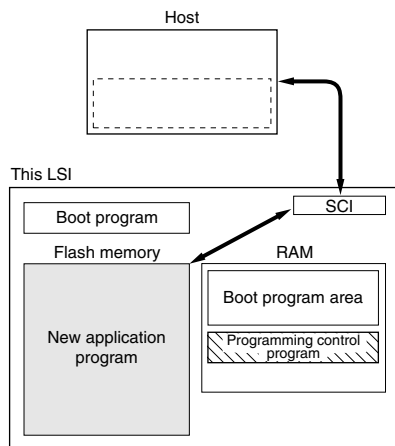 Host
This LSI
SCI
Boot program
Flash memory
RAM
Boot program area
New application
program
Programming control
program